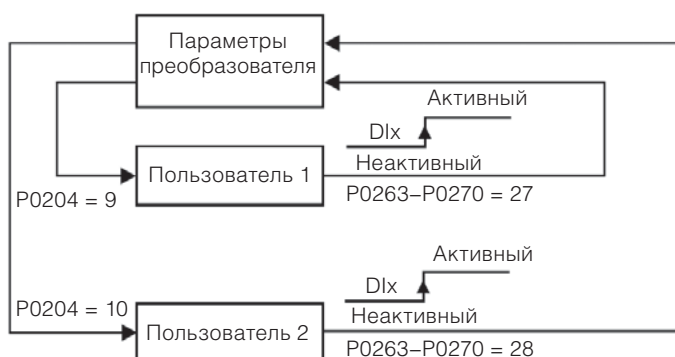 Параметры
преобразователя
Активный
DIx
Неактивный
Пользователь 1
P0204 = 9
P0263–P0270 = 27
Активный
DIx
Неактивный
P0204 = 10
Пользователь 2
P0263–P0270 = 28